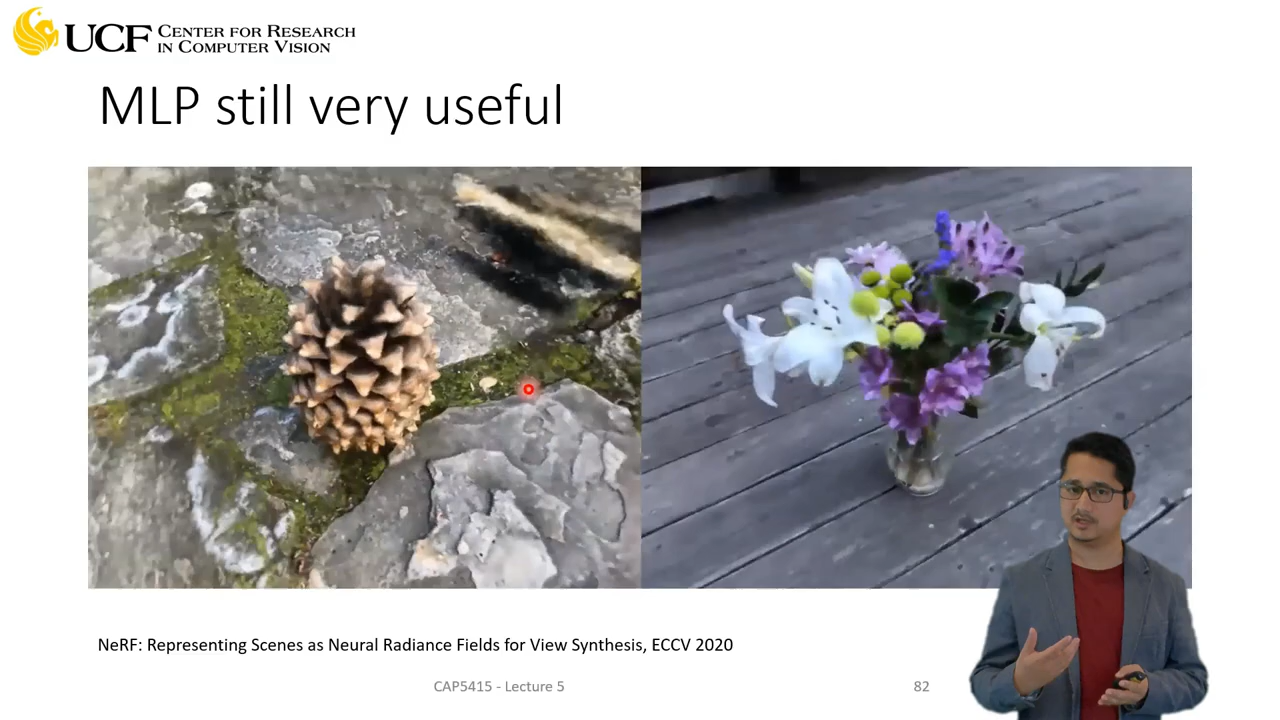 UCF CENTER FOR RESEARCH
IN COMPUTER VISION
MLP still very useful
NeRF: Representing Scenes as Neural Radiance Fields for View Synthesis, ECCV 2020
CAP5415 - Lecture 5
82